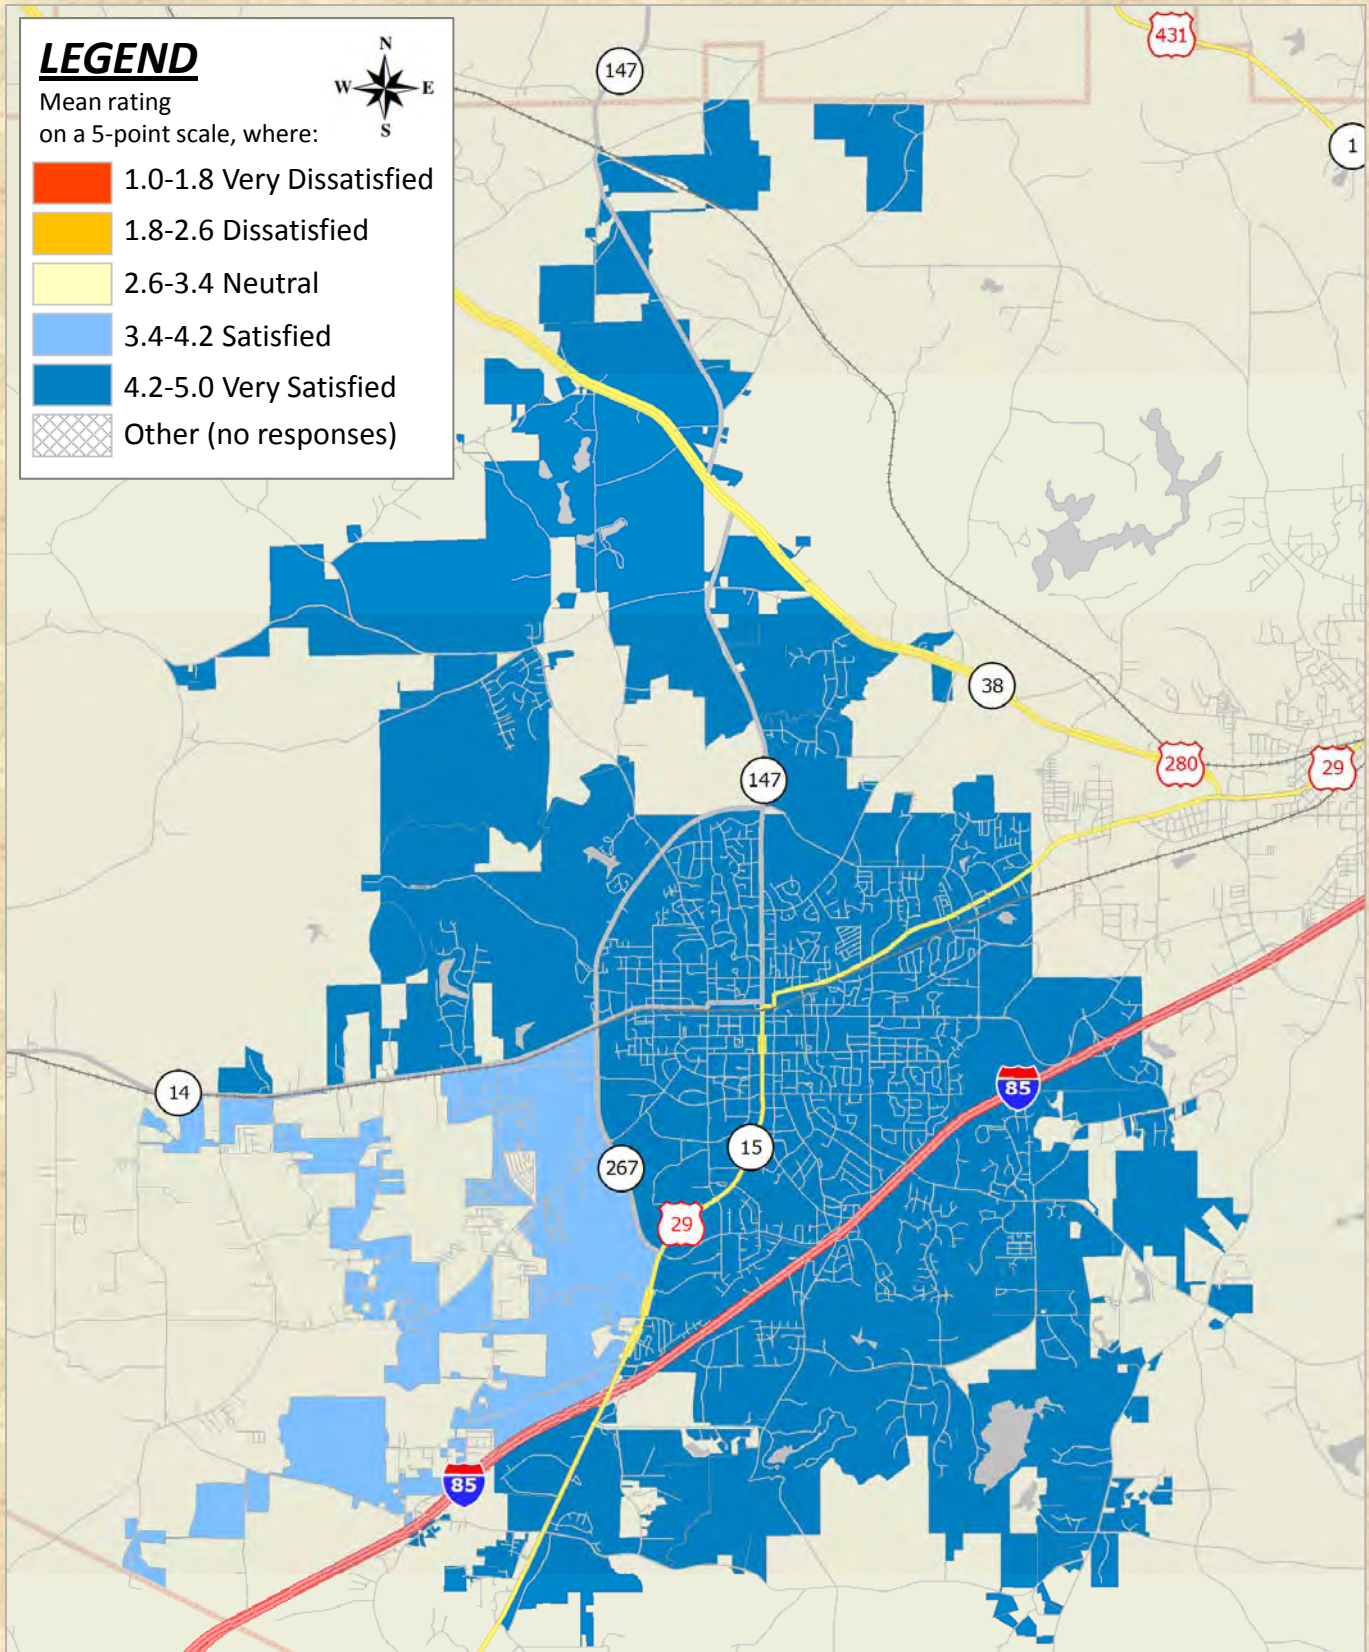 LEGEND
Mean rating
on a 5-point scale, where:
N
W E
S
1.0-1.8 Very Dissatisfied
1.8-2.6 Dissatisfied
2.6-3.4 Neutral
3.4-4.2 Satisfied
4.2-5.0 Very Satisfied
Other (no responses)
431
147
1
38
280
29
147
14
85
15
267
29
85